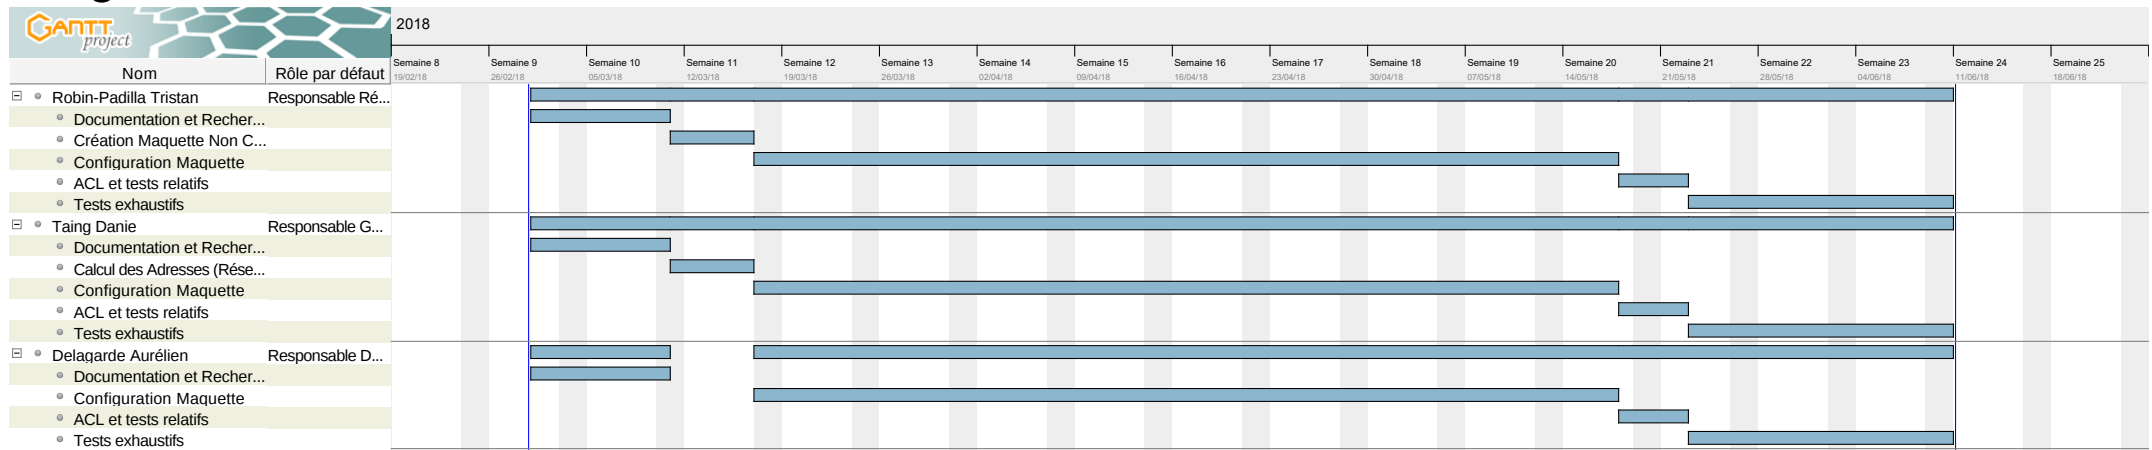 GANTT
project
2018
Nom Rôle par défaut
Semaine 8 Semaine 9 Semaine 10 Semaine 11 Semaine 12 Semaine 13 Semaine 14 Semaine 15 Semaine 16 Semaine 17 Semaine 18 Semaine 19 Semaine 20 Semaine 21 Semaine 22 Semaine 23 Semaine 24 Semaine 25
19/02/18 26/02/18 05/03/18 12/03/18 19/03/18 26/03/18 02/04/18 09/04/18 16/04/18 23/04/18 30/04/18 07/05/18 14/05/18 21/05/18 28/05/18 04/06/18 11/06/18 18/06/18
Robin-Padilla Tristan Responsable Ré...
Documentation et Recher...
Création Maquette Non C...
Configuration Maquette
ACL et tests relatifs
Tests exhaustifs
Taing Danie Responsable G...
Documentation et Recher...
Calcul des Adresses (Rése...
Configuration Maquette
ACL et tests relatifs
Tests exhaustifs
Delagarde Aurélien Responsable D...
Documentation et Recher...
Configuration Maquette
ACL et tests relatifs
Tests exhaustifs